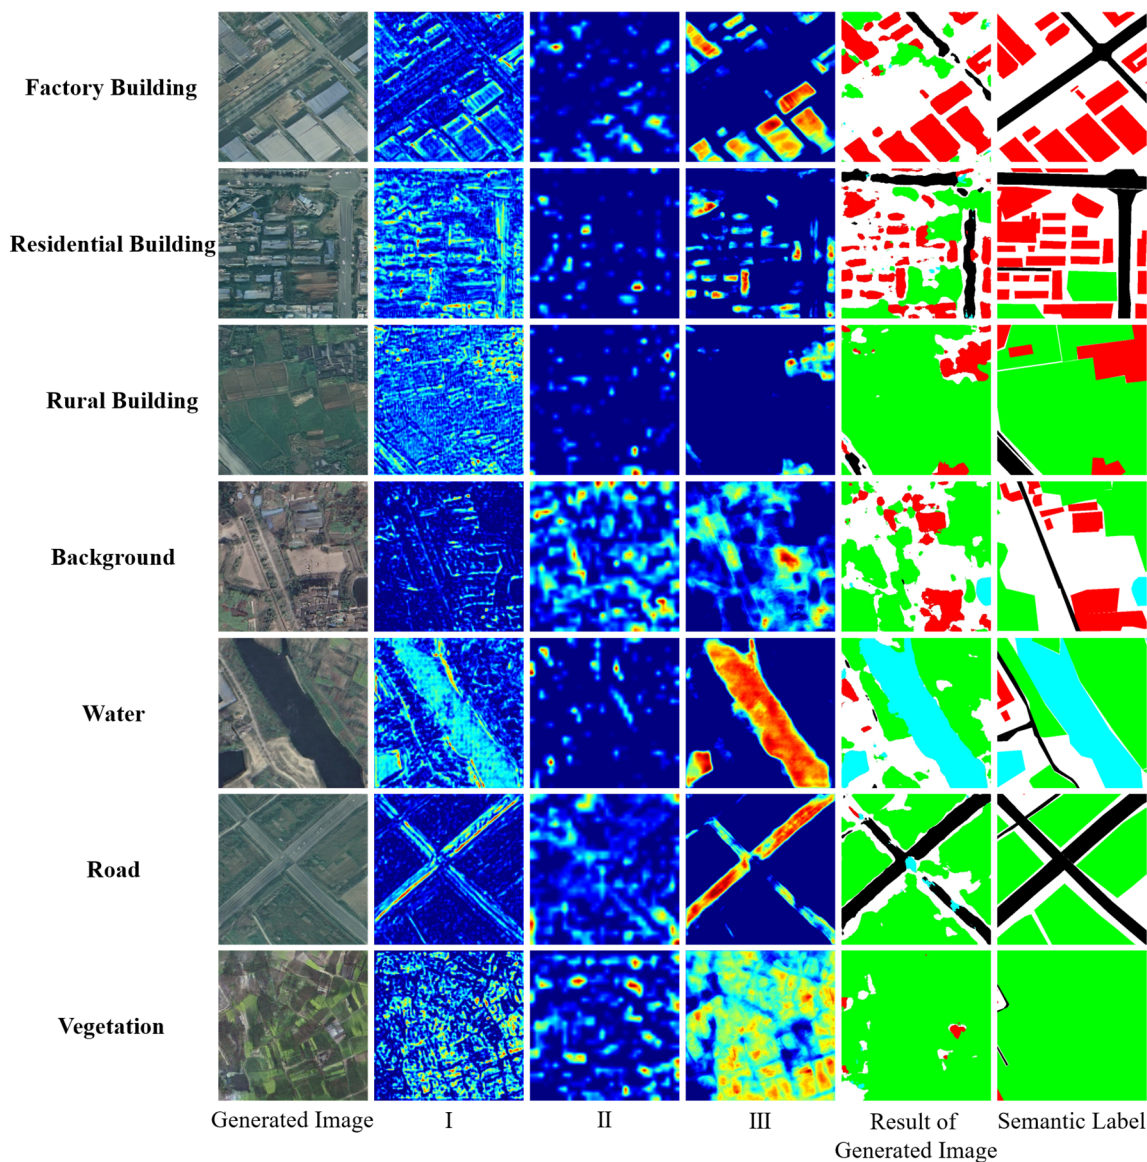 Factory Building
Residential Building
Rural Building
Background
Water
Road
Vegetation
Generated Image
I
II
III
Result of
Generated Image
Semantic Label